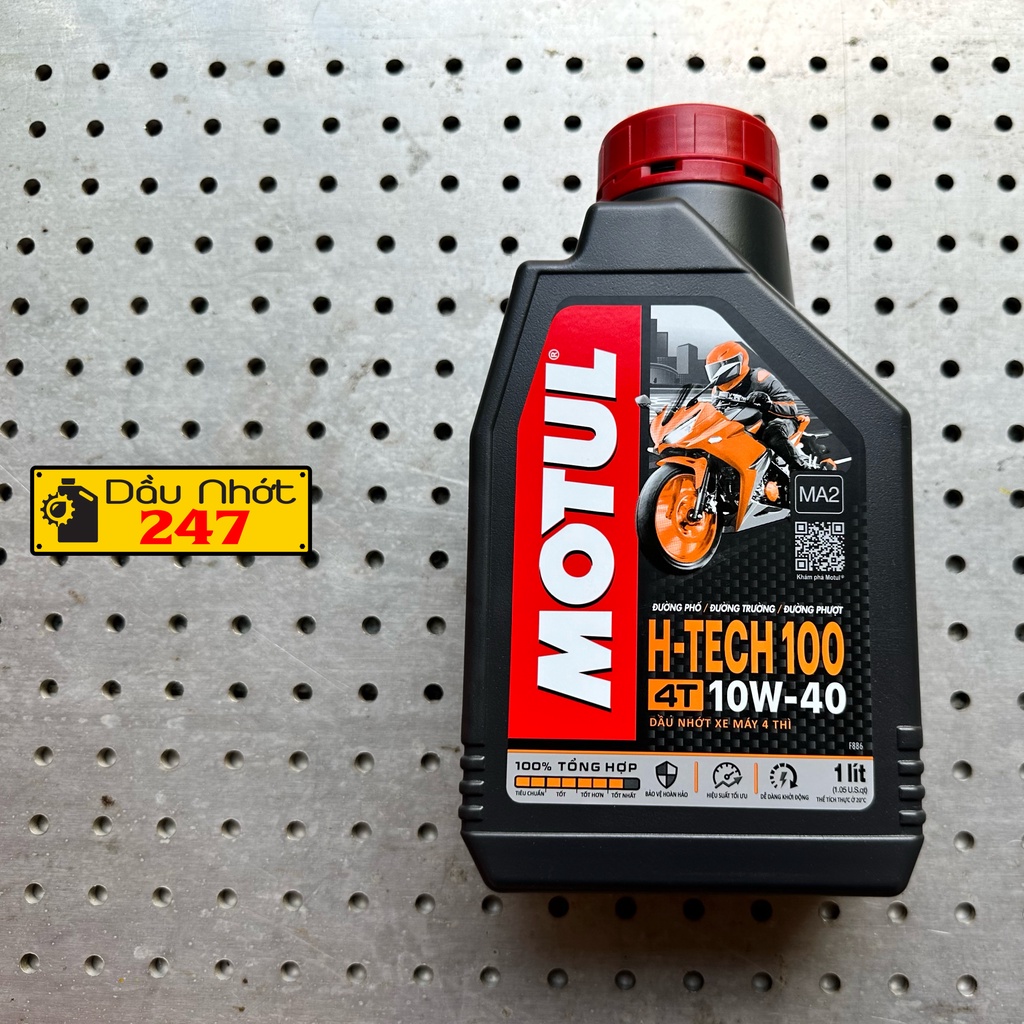 Dầu Nhớt
247
MOTUL®
MA2
Khám phá Motul®
ĐƯỜNG PHỐ / ĐƯỜNG TRƯỜNG / ĐƯỜNG PHƯỢT
H-TECH 100
4T 10W-40
DẦU NHỚT XE MÁY 4 THÌ
F886
100% TỔNG HỢP
TIÊU CHUẨN TỐT TỐT HƠN TỐT NHẤT
BẢO VỆ HOÀN HẢO
HIỆU SUẤT TỐI ƯU
DỄ DÀNG KHỞI ĐỘNG
1 lít
(1.05 U.S.qt)
THỂ TÍCH THỰC Ở 20°C